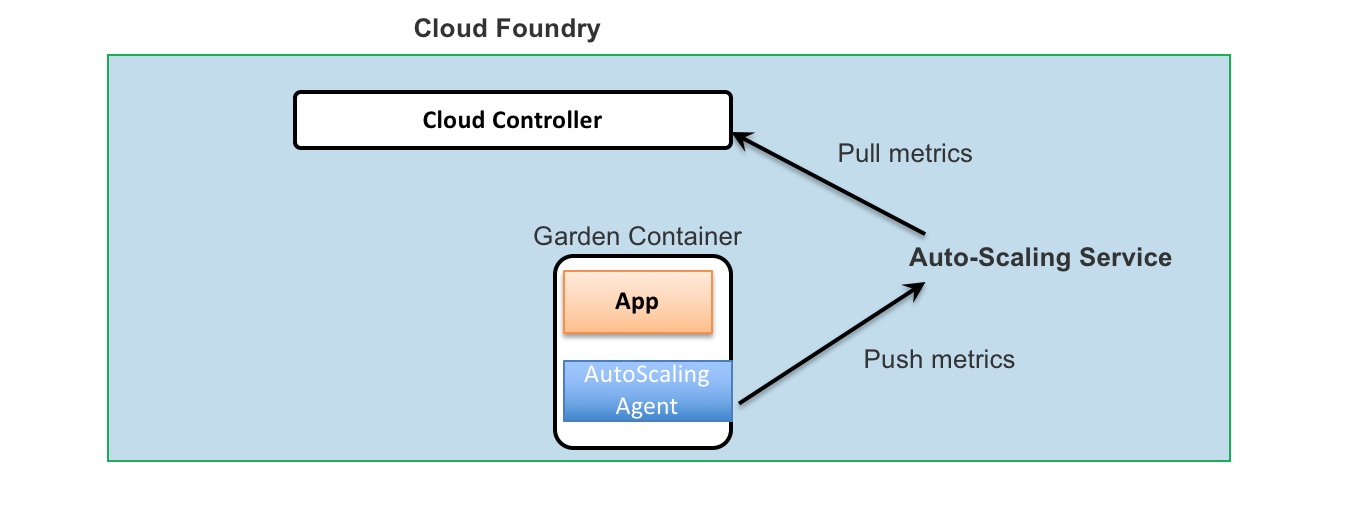 Cloud Foundry
Cloud Controller
Pull metrics
Garden Container
Auto-Scaling Service
App
Push metrics
AutoScaling
Agent